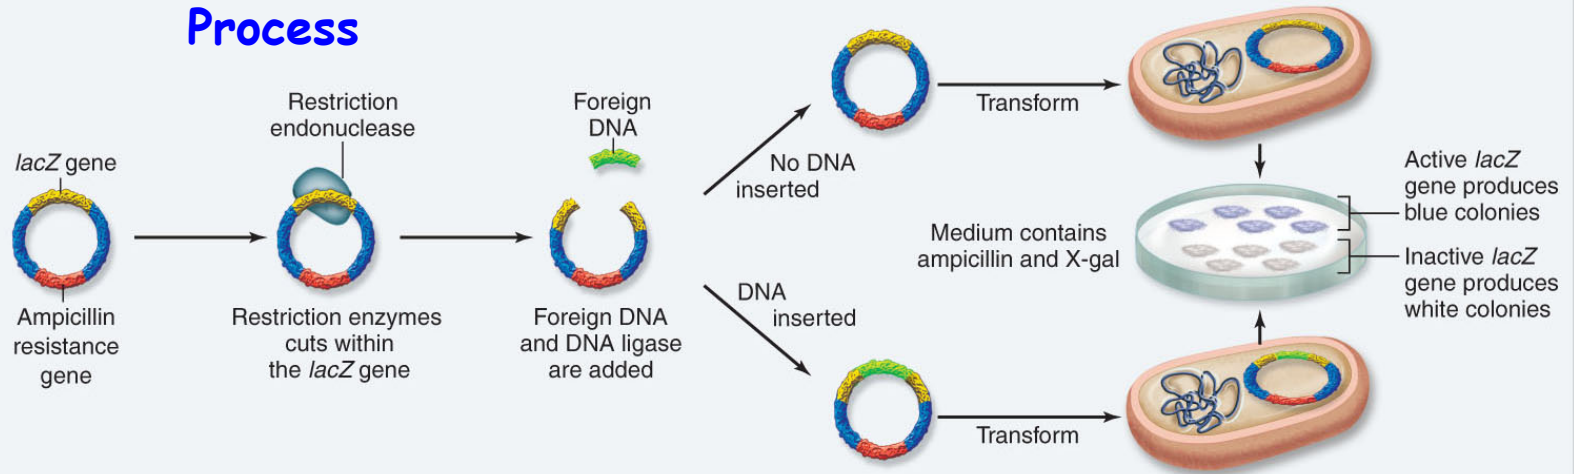 Process
lacZ gene
Ampicillin
resistance
gene
Restriction
endonuclease
Restriction enzymes
cuts within
the lacZ gene
Foreign
DNA
Foreign DNA
and DNA ligase
are added
No DNA
inserted
DNA
inserted
Transform
Transform
Medium contains
ampicillin and X-gal
Active lacZ
gene produces
blue colonies
Inactive lacZ
gene produces
white colonies